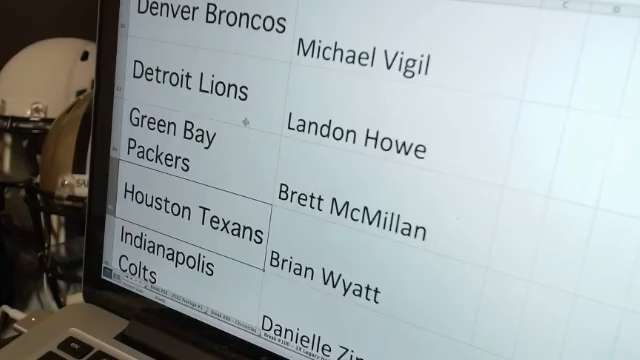 Denver Broncos
Michael Vigil
Detroit Lions
Landon Howe
Green Bay
Packers
Brett McMillan
Houston Texans
Brian Wyatt
Indianapolis
Colts
Danielle